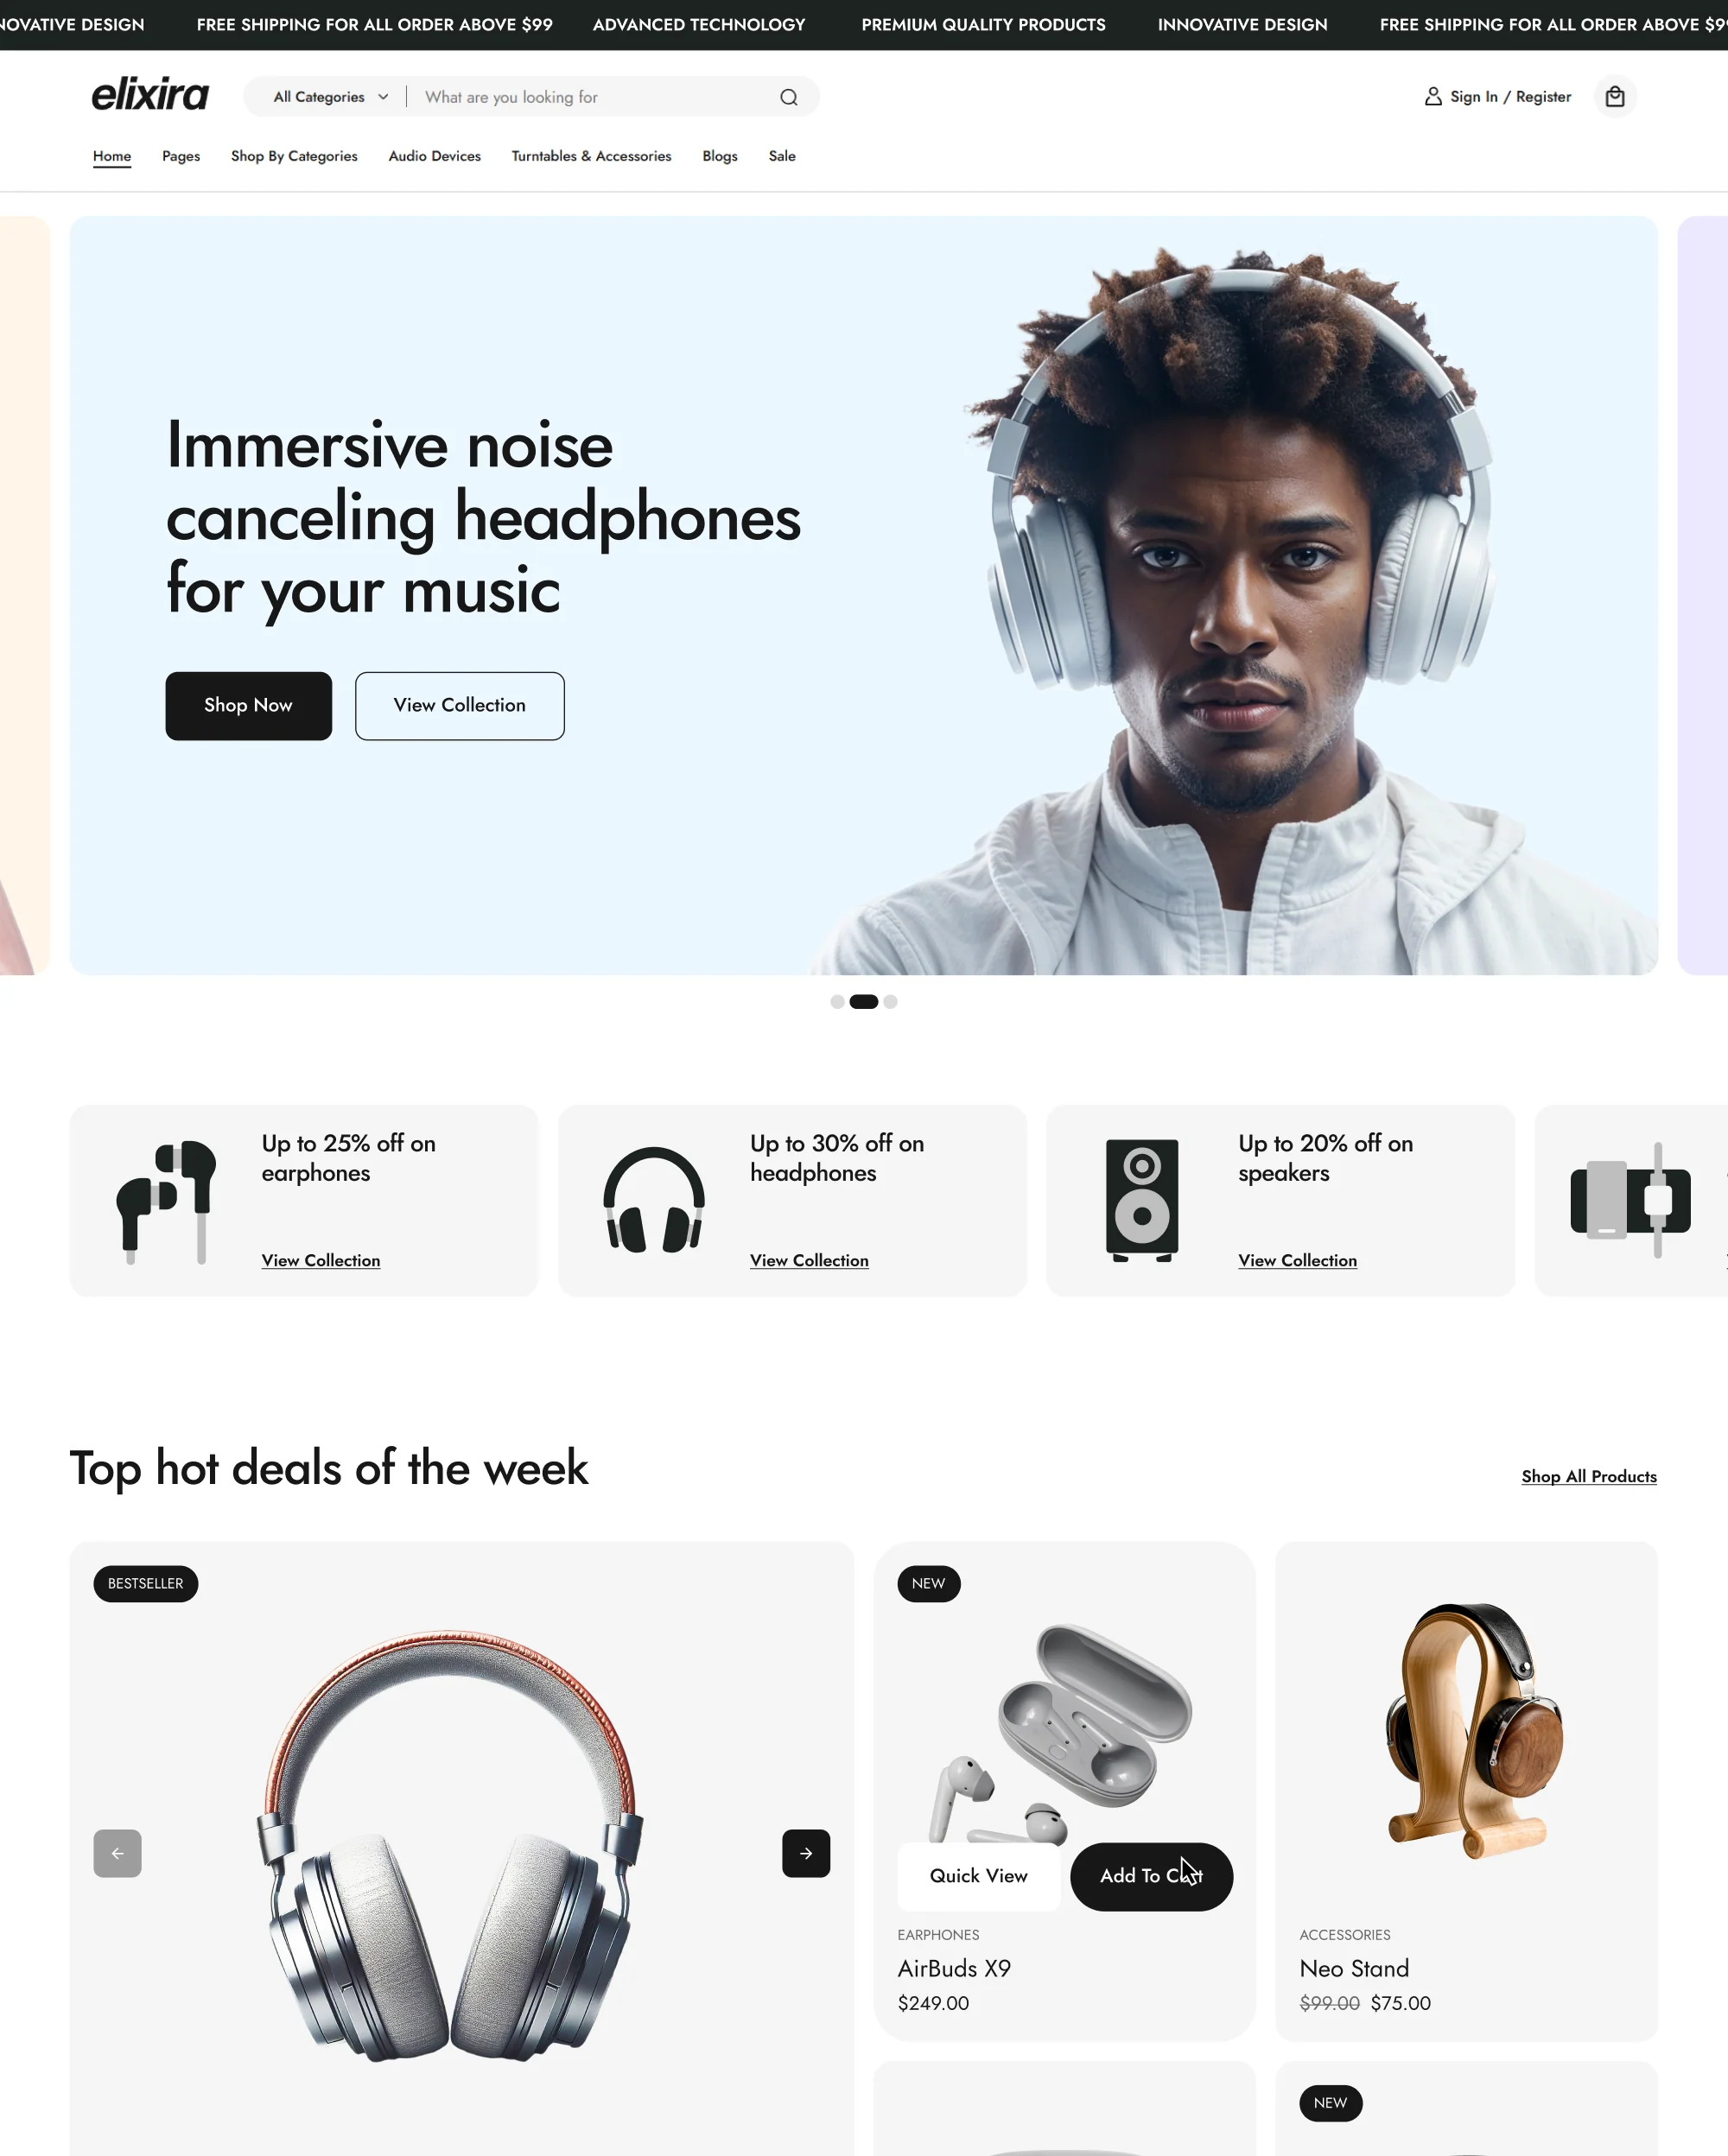 NOVATIVE DESIGN FREE SHIPPING FOR ALL ORDER ABOVE $99 ADVANCED TECHNOLOGY PREMIUM QUALITY PRODUCTS INNOVATIVE DESIGN FREE SHIPPING FOR ALL ORDER ABOVE $9
elixira
All Categories
What are you looking for
Sign In / Register
Home Pages Shop By Categories Audio Devices Turntables & Accessories Blogs Sale
Immersive noise
canceling headphones
for your music
Shop Now
View Collection
Up to 25% off on
earphones
View Collection
Up to 30% off on
headphones
View Collection
Up to 20% off on
speakers
View Collection
Top hot deals of the week
Shop All Products
BESTSELLER
NEW
Quick View
Add To Cart
EARPHONES
AirBuds X9
$249.00
ACCESSORIES
Neo Stand
$99.00 $75.00
NEW